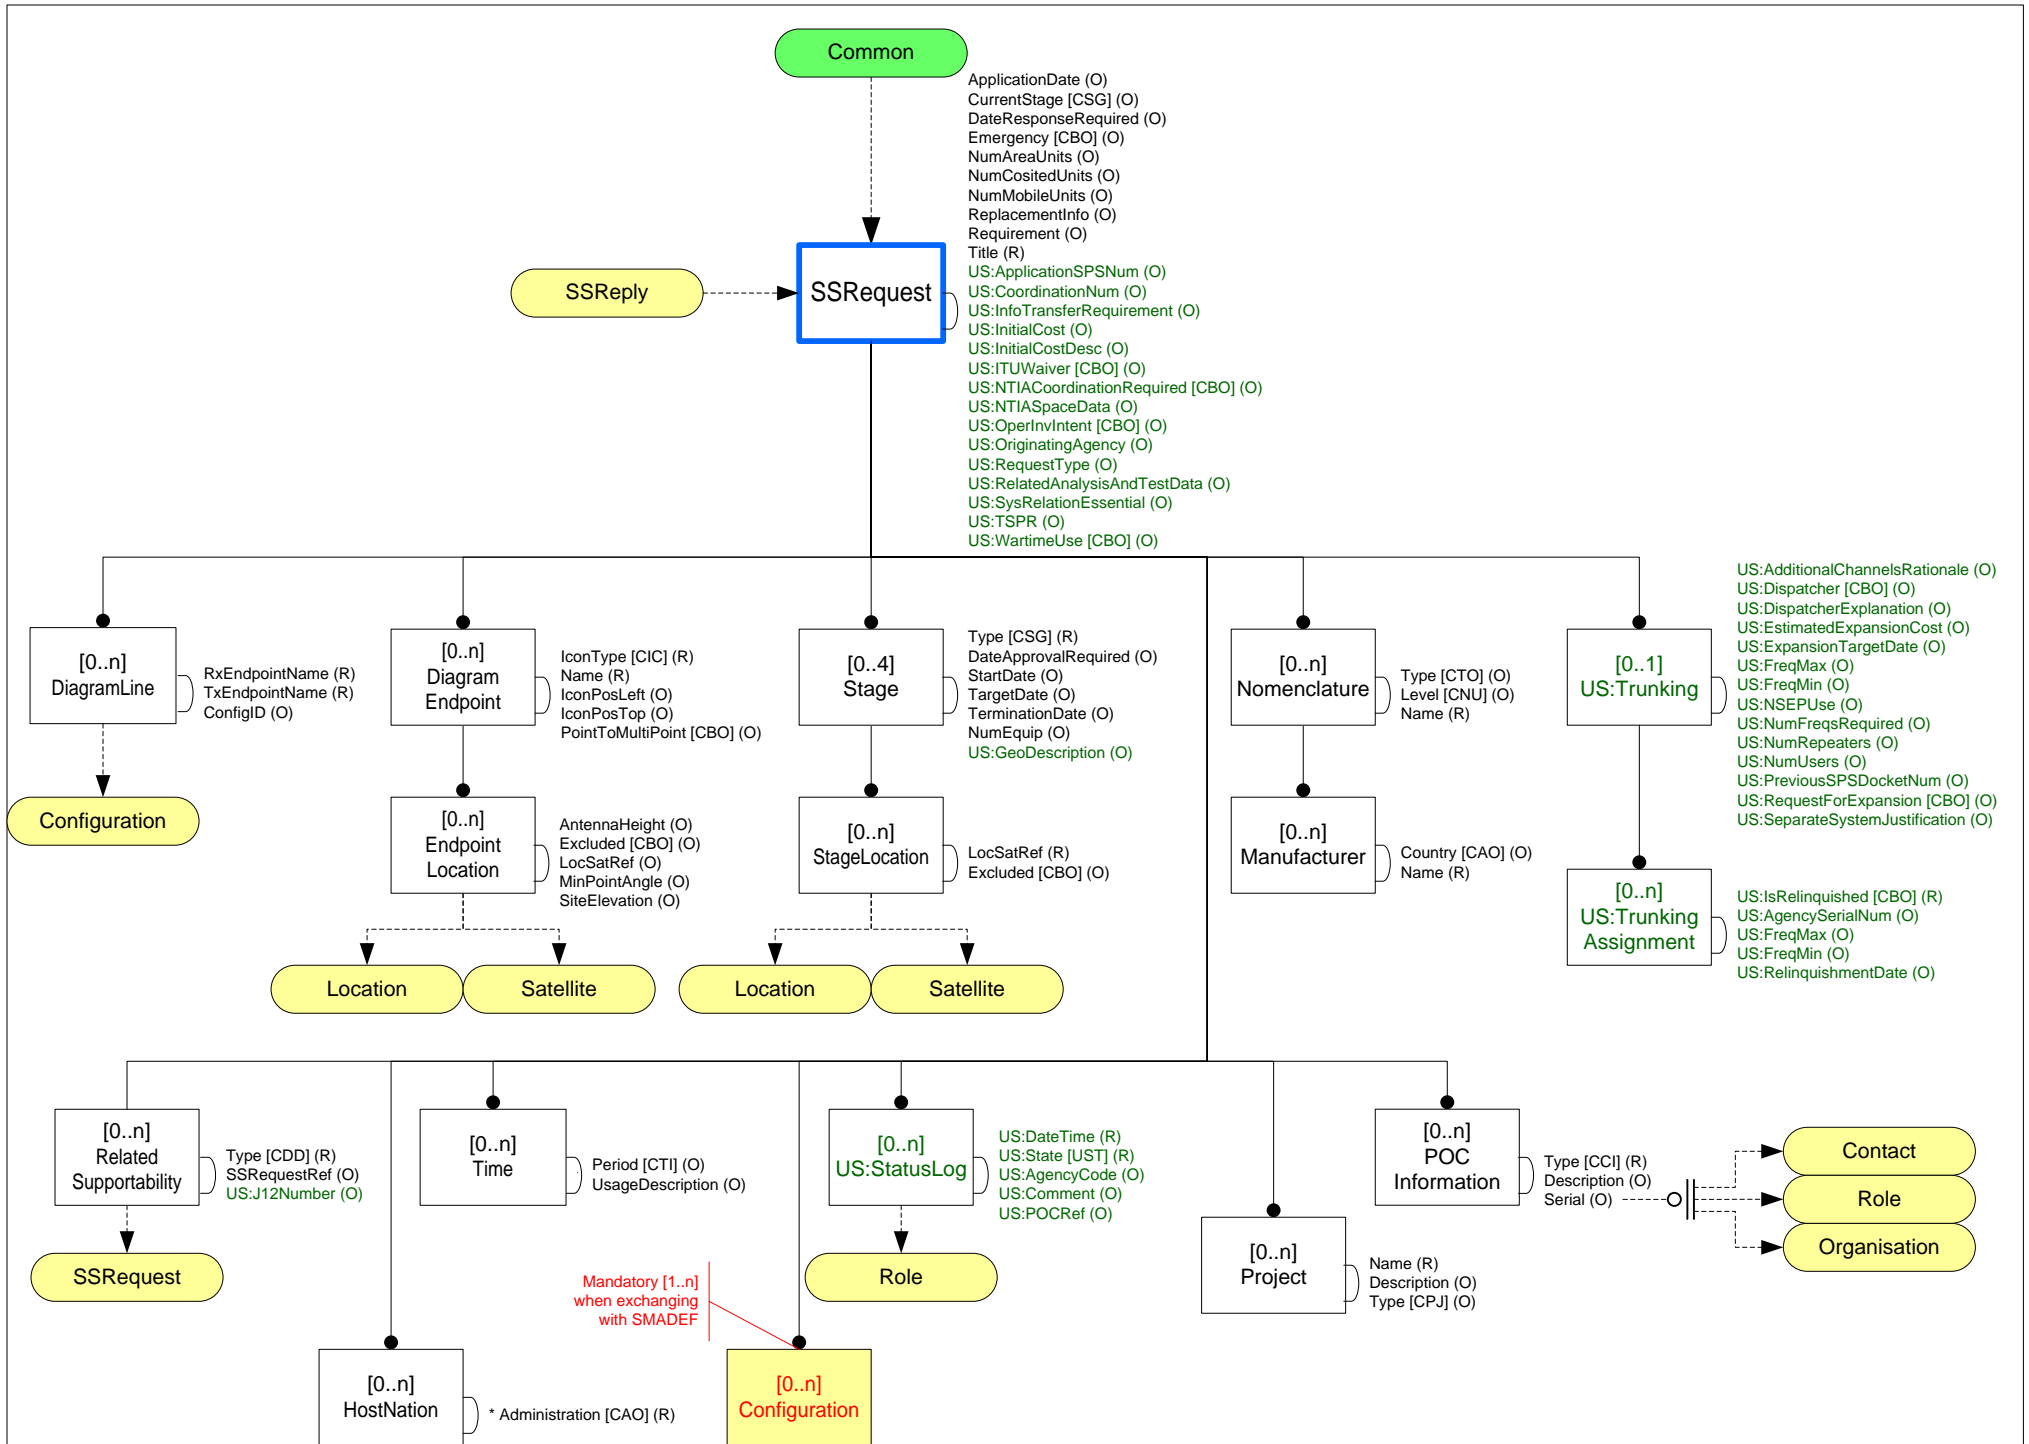 Common
ApplicationDate (O)
CurrentStage [CSG] (O)
DateResponseRequired (O)
Emergency [CBO] (O)
NumAreaUnits (O)
NumCositedUnits (O)
NumMobileUnits (O)
ReplacementInfo (O)
Requirement (O)
Title (R)
US:ApplicationSPSNum (O)
US:CoordinationNum (O)
US:InfoTransferRequirement (O)
US:InitialCost (O)
US:InitialCostDesc (O)
US:ITUWaiver [CBO] (O)
US:NTIACoordinationRequired [CBO] (O)
US:NTIASpaceData (O)
US:OperInvIntent [CBO] (O)
US:OriginatingAgency (O)
US:RequestType (O)
US:RelatedAnalysisAndTestData (O)
US:SysRelationEssential (O)
US:TSPR (O)
US:WartimeUse [CBO] (O)
SSReply
SSRequest
[0..n]
DiagramLine
RxEndpointName (R)
TxEndpointName (R)
ConfigID (O)
Configuration
[0..n]
Diagram
Endpoint
IconType [CIC] (R)
Name (R)
IconPosLeft (O)
IconPosTop (O)
PointToMultiPoint [CBO] (O)
[0..n]
Endpoint
Location
AntennaHeight (O)
Excluded [CBO] (O)
LocSatRef (O)
MinPointAngle (O)
SiteElevation (O)
Location
Satellite
[0..4]
Stage
Type [CSG] (R)
DateApprovalRequired (O)
StartDate (O)
TargetDate (O)
TerminationDate (O)
NumEquip (O)
US:GeoDescription (O)
[0..n]
StageLocation
LocSatRef (R)
Excluded [CBO] (O)
Location
Satellite
[0..n]
Nomenclature
Type [CTO] (O)
Level [CNU] (O)
Name (R)
[0..n]
Manufacturer
Country [CAO] (O)
Name (R)
[0..1]
US:Trunking
US:AdditionalChannelsRationale (O)
US:Dispatcher [CBO] (O)
US:DispatcherExplanation (O)
US:EstimatedExpansionCost (O)
US:ExpansionTargetDate (O)
US:FreqMax (O)
US:FreqMin (O)
US:NSEPUse (O)
US:NumFreqsRequired (O)
US:NumRepeaters (O)
US:NumUsers (O)
US:PreviousSPSDocketNum (O)
US:RequestForExpansion [CBO] (O)
US:SeparateSystemJustification (O)
[0..n]
US:Trunking
Assignment
US:IsRelinquished [CBO] (R)
US:AgencySerialNum (O)
US:FreqMax (O)
US:FreqMin (O)
US:RelinquishmentDate (O)
[0..n]
Related
Supportability
Type [CDD] (R)
SSRequestRef (O)
US:J12Number (O)
SSRequest
[0..n]
Time
Period [CTI] (O)
UsageDescription (O)
[0..n]
US:StatusLog
US:DateTime (R)
US:State [UST] (R)
US:AgencyCode (O)
US:Comment (O)
US:POCRef (O)
Role
[0..n]
POC
Information
Type [CCI] (R)
Description (O)
Serial (O)
Contact
Role
Organisation
[0..n]
Project
Name (R)
Description (O)
Type [CPJ] (O)
Mandatory [1..n]
when exchanging
with SMADEF
[0..n]
HostNation
* Administration [CAO] (R)
[0..n]
Configuration